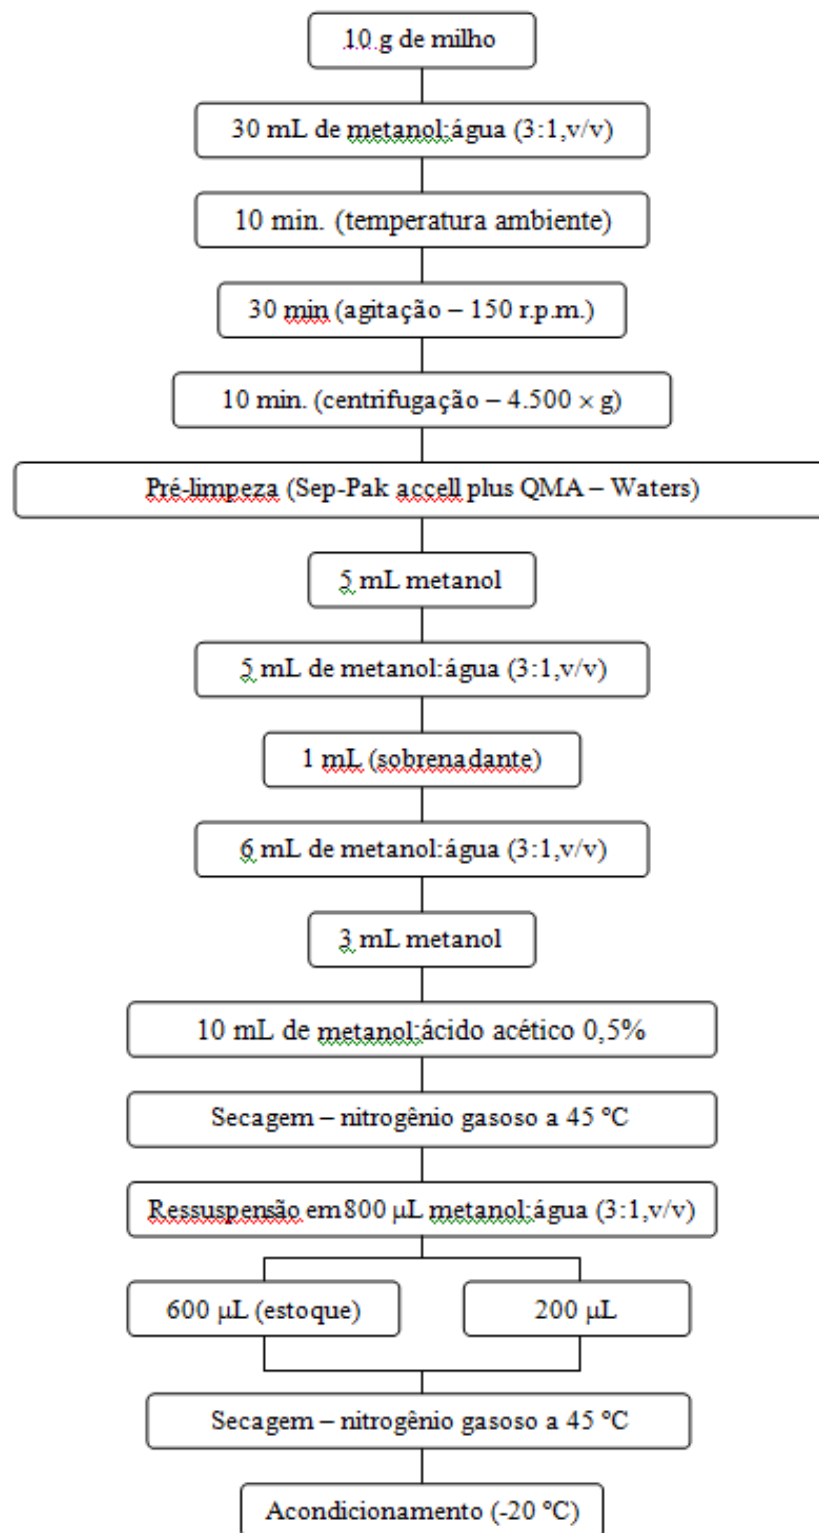 10 g de milho
30 mL de metanol:água (3:1,v/v)
10 min. (temperatura ambiente)
30 min (agitação – 150 r.p.m.)
10 min. (centrifugação – 4.500 × g)
Pré-limpeza (Sep-Pak accell plus QMA – Waters)
5 mL metanol
5 mL de metanol:água (3:1,v/v)
1 mL (sobrenadante)
6 mL de metanol:água (3:1,v/v)
3 mL metanol
10 mL de metanol:ácido acético 0,5%
Secagem – nitrogênio gasoso a 45 °C
Ressuspensão em 800 μL metanol:água (3:1,v/v)
600 μL (estoque)
200 μL
Secagem – nitrogênio gasoso a 45 °C
Acondicionamento (-20 °C)